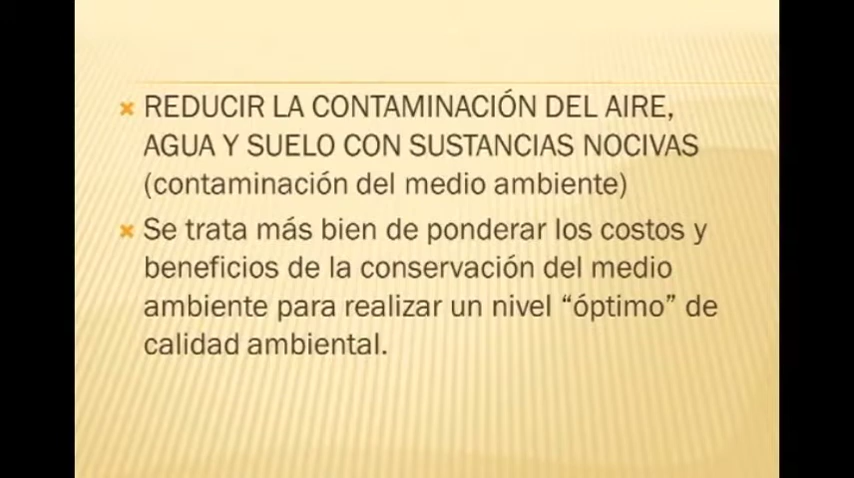 REDUCIR LA CONTAMINACIÓN DEL AIRE,
AGUA Y SUELO CON SUSTANCIAS NOCIVAS
(contaminación del medio ambiente)
Se trata más bien de ponderar los costos y
beneficios de la conservación del medio
ambiente para realizar un nivel “óptimo” de
calidad ambiental.